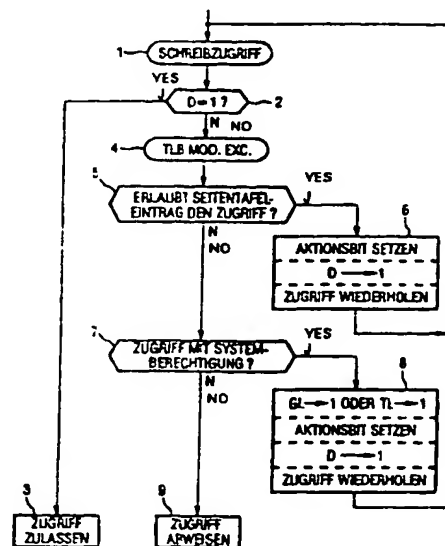 1
SCHREIBZUGRIFF
YES
D=1 ?
2
N NO
4
TLB MOD. EXC.
5
YES
ERLAUBT SEITENTAFEL-
EINTRAG DEN ZUGRIFF ?
N
NO
6
AKTIONSBIT SETZEN
D → 1
ZUGRIFF WIEDERHOLEN
7
YES
ZUGRIFF MIT SYSTEM-
BERECHTIGUNG ?
N
NO
8
GL→1 ODER TL→1
AKTIONSBIT SETZEN
D → 1
ZUGRIFF WIEDERHOLEN
3
ZUGRIFF
ZULASSEN
9
ZUGRIFF
ABWEISEN